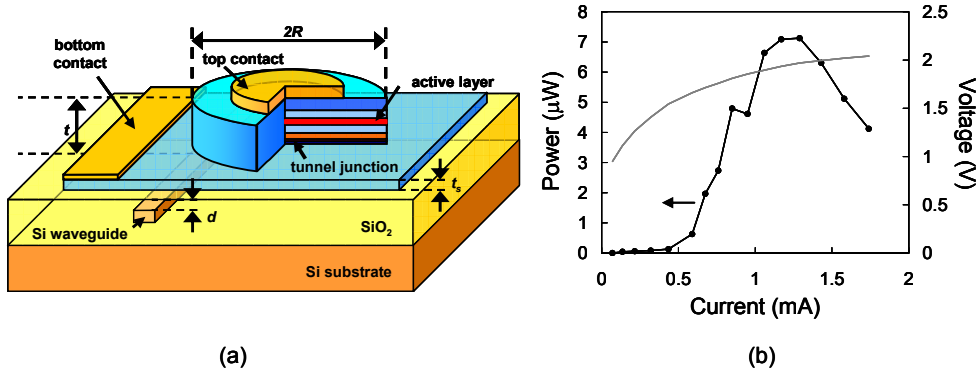 2R
bottom
contact
top contact
active layer
t
tunnel junction
ts
d
Si waveguide
SiO2
Si substrate
(a)
Power (μW)
8
7
6
5
4
3
2
1
0
2.5
2
1.5
1
0.5
0
Voltage (V)
0 0.5 1 1.5 2
Current (mA)
(b)